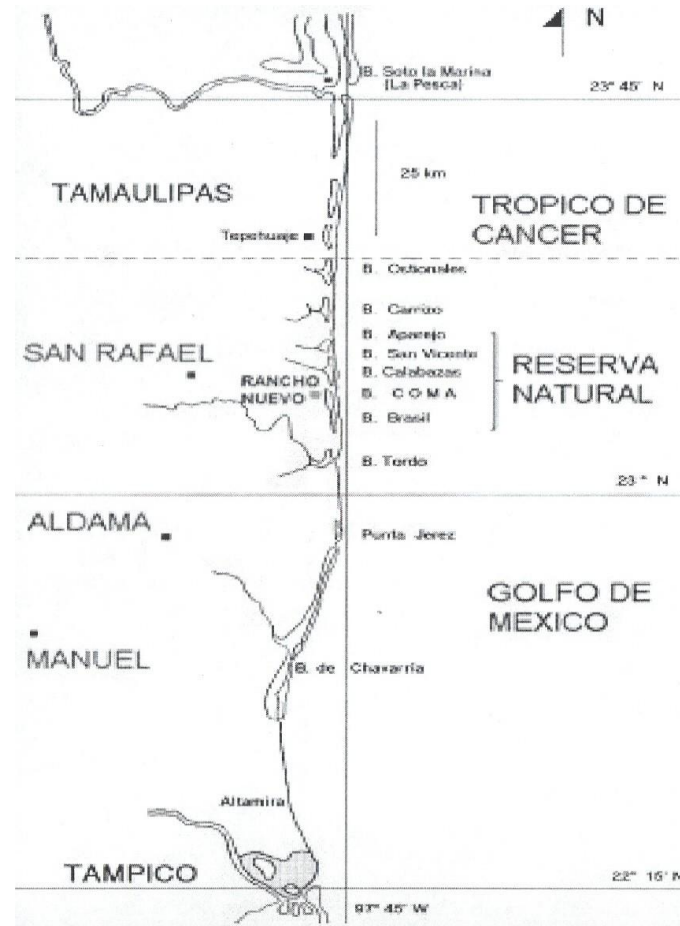 N
B. Soto la Marina
(La Pesca)
23° 45' N
25 km
TAMAULIPAS
TROPICO DE
CANCER
Tepehuaje
B. Ostionales
B. Carrizo
B. Aparejo
SAN RAFAEL
B. San Vicente
RESERVA
NATURAL
B. Calabazas
RANCHO
NUEVO
B. COMA
B. Brasil
B. Tordo
23° N
ALDAMA
Punta Jerez
GOLFO DE
MEXICO
MANUEL
B. de Chavarría
Altamira
TAMPICO
22° 15' N
97° 45' W